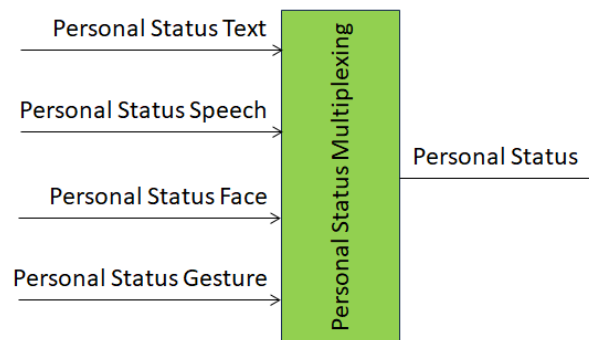 Personal Status Text
Personal Status Speech
Personal Status Face
Personal Status Gesture
Personal Status Multiplexing
Personal Status